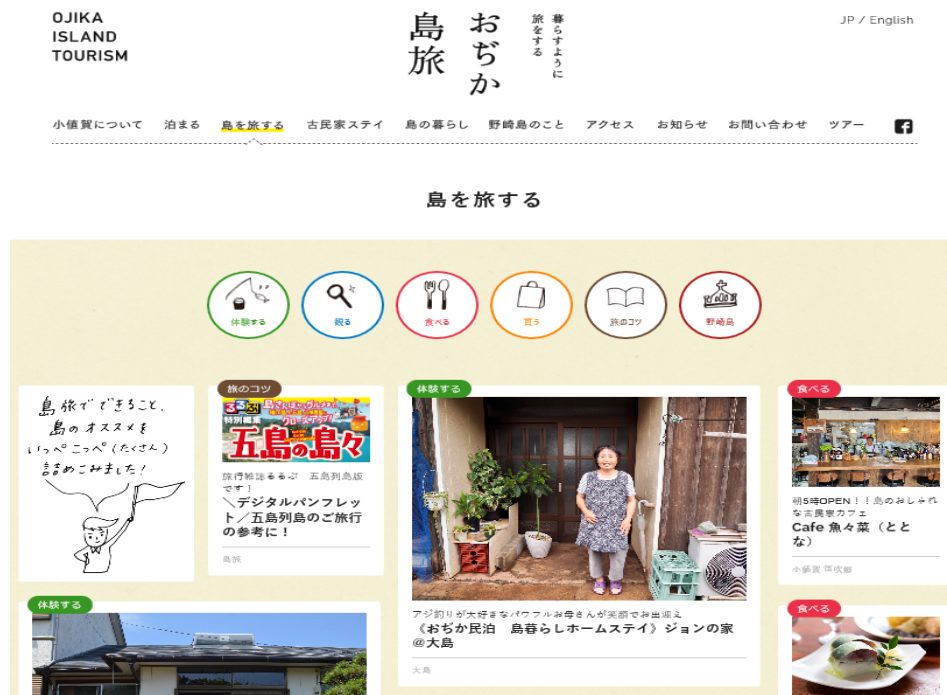 OJIKA
ISLAND
TOURISM
暮らすように
旅をする
おぢか
島旅
JP / English
小値賀について 泊まる 島を旅する 古民家ステイ 島の暮らし 野崎島のこと アクセス お知らせ お問い合わせ ツアー
島を旅する
体験する 観る 食べる 買う 旅のコツ 野崎島
島旅でできること、
島のオススメを
いっぺこっぺ(たくさん)
詰めこみました!
旅のコツ
るるぶ
特別編集
五島の島々
旅行雑誌るるぶ 五島列島版
です!
＼デジタルパンフレッ
ト／五島列島のご旅行
の参考に!
島旅
体験する
アジ釣りが大好きなパワフルお母さんが笑顔でお出迎え
《おぢか民泊 島暮らしホームステイ》ジョンの家
@大島
大島
食べる
朝5時OPEN!!島のおしゃれ
な古民家カフェ
Cafe 魚々菜（とと
な）
小値賀
体験する
食べる